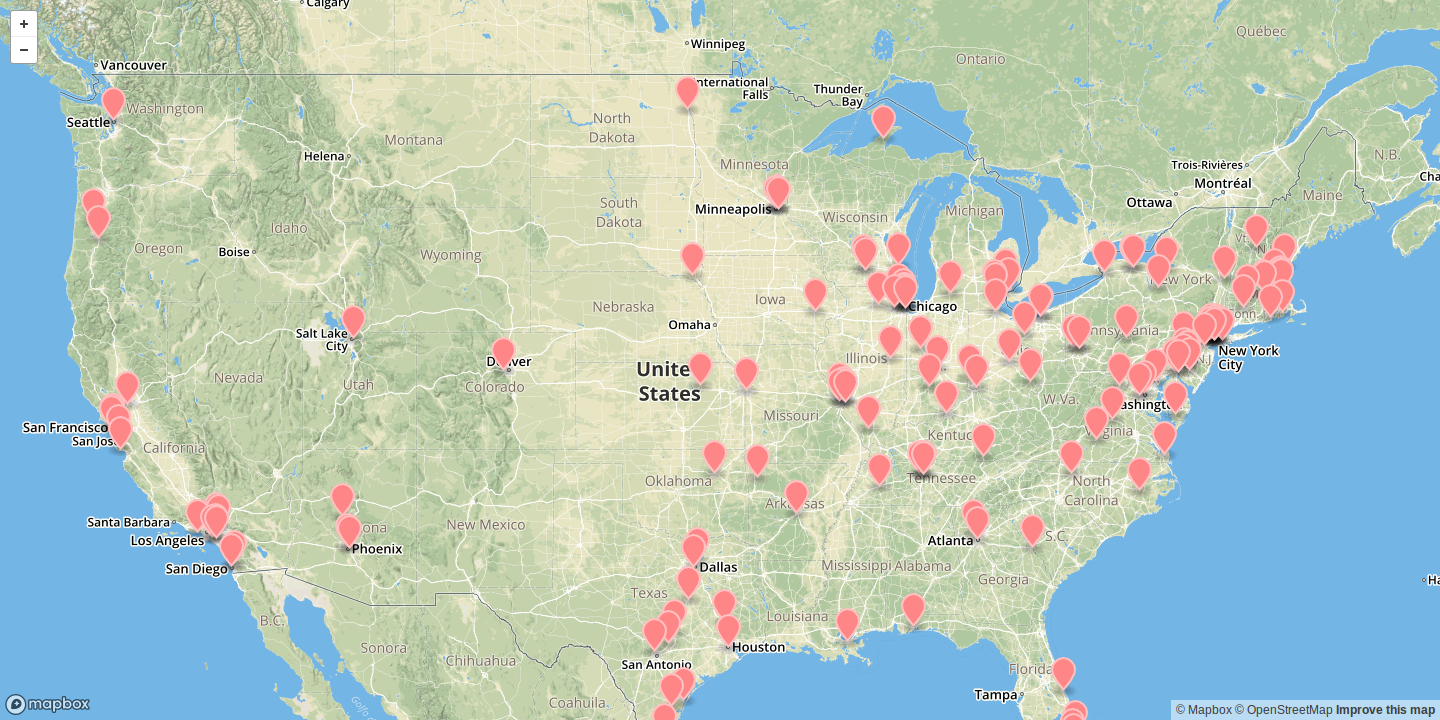 Calgary
Québec
+
Winnipeg
−
Ontario
Vancouver
International
Falls
Thunder
Bay
Washington
Seattle
North
Dakota
Montana
Helena
N.B.
Minnesota
Trois-Rivières
Montréal
Maine
Ottawa
South
Dakota
Minneapolis
Wisconsin
Michigan
Idaho
Oregon
Boise
Wyoming
New York
Iowa
Nebraska
Chicago
Omaha
Salt Lake
City
New York
City
United
States
Denver
Colorado
Illinois
Nevada
Utah
N.J.
W.Va.
Washington
Missouri
San Francisco
San Jose
California
Virginia
Kentucky
Oklahoma
Tennessee
North
Carolina
Arkansas
Santa Barbara
New Mexico
Los Angeles
Phoenix
Atlanta
S.C.
San Diego
Dallas
Mississippi
Alabama
Georgia
Texas
Louisiana
B.C.
Sonora
Houston
Chihuahua
San Antonio
Florida
Tampa
Coahuila
mapbox
© Mapbox © OpenStreetMap Improve this map